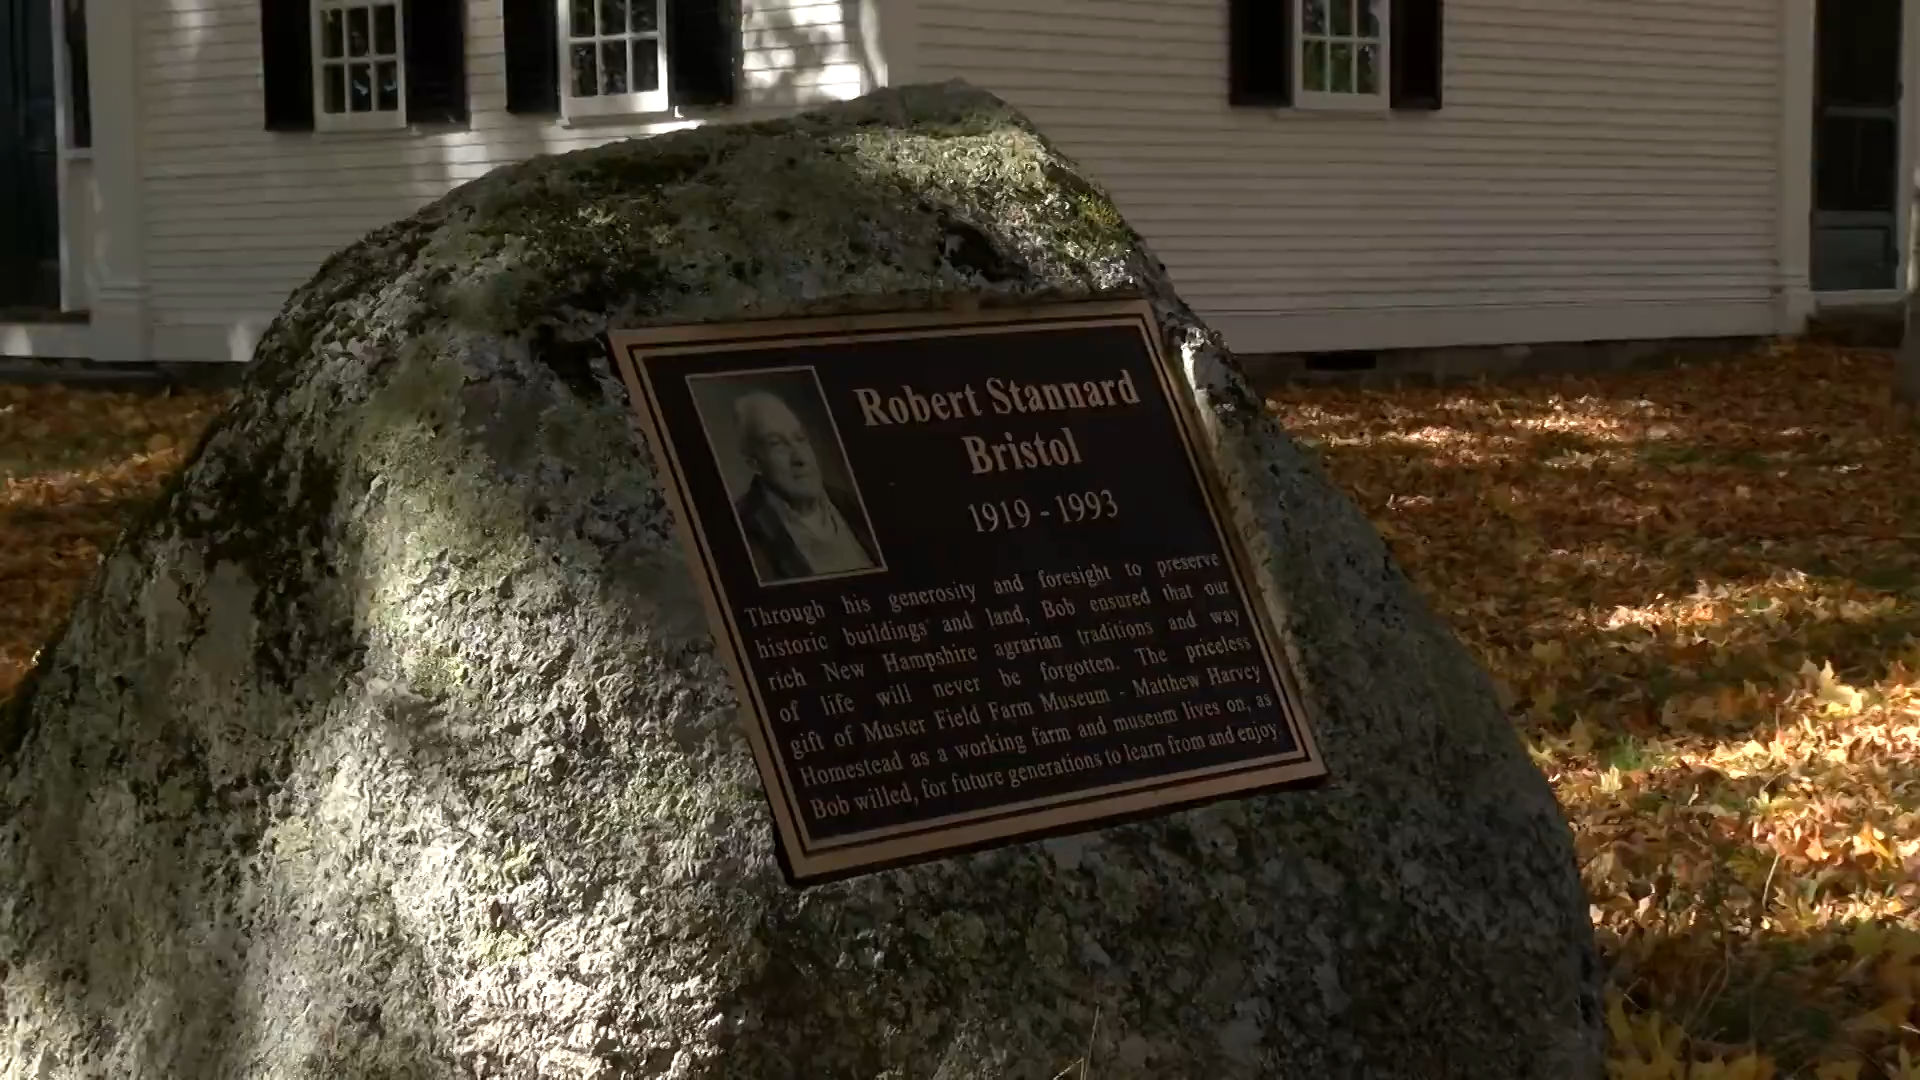 Robert Stannard
Bristol
1919 - 1993
Through his generosity and foresight to preserve
historic buildings and land, Bob ensured that our
rich New Hampshire agrarian traditions and way
of life will never be forgotten. The priceless
gift of Muster Field Farm Museum - Matthew Harvey
Homestead as a working farm and museum lives on, as
Bob willed, for future generations to learn from and enjoy